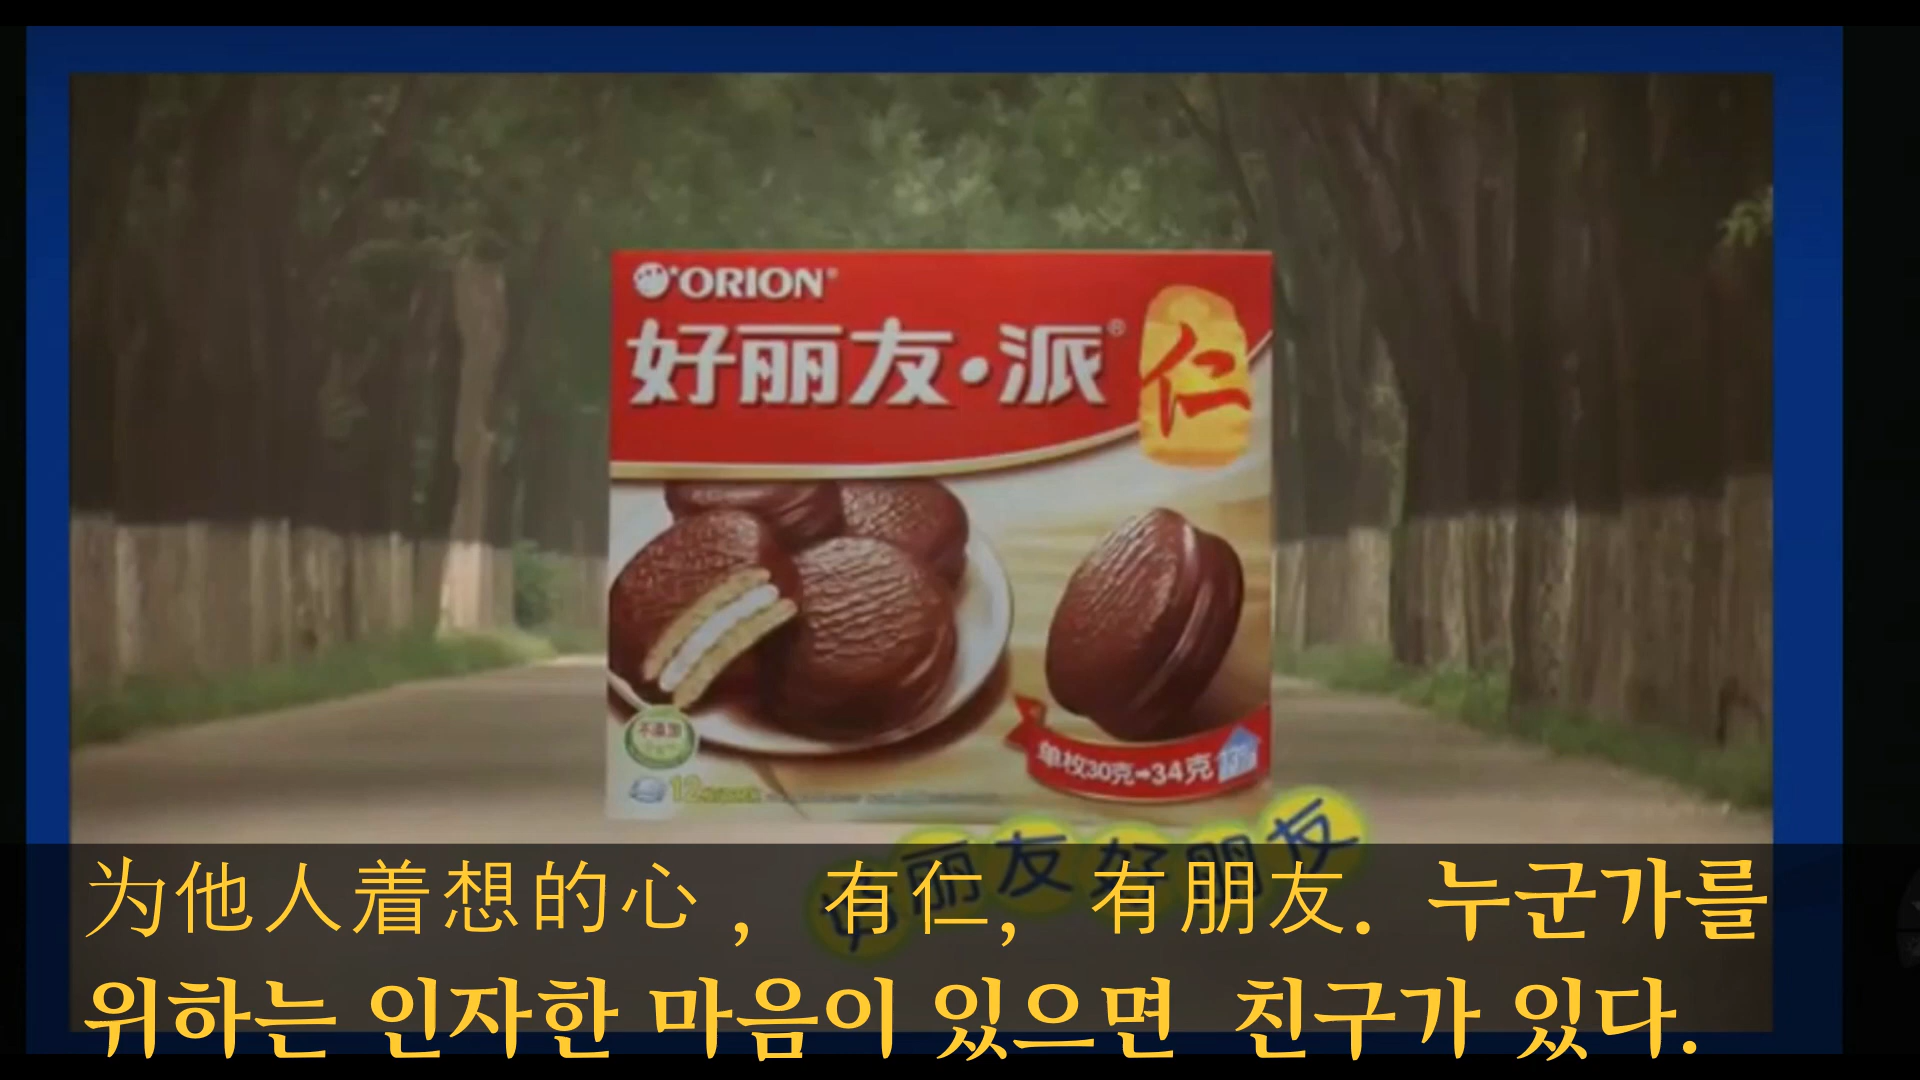 ORION
好丽友·派®
仁
单枚30克→34克
12
好丽友好朋友
为他人着想的心， 有仁, 有朋友. 누군가를
위하는 인자한 마음이 있으면 친구가 있다.